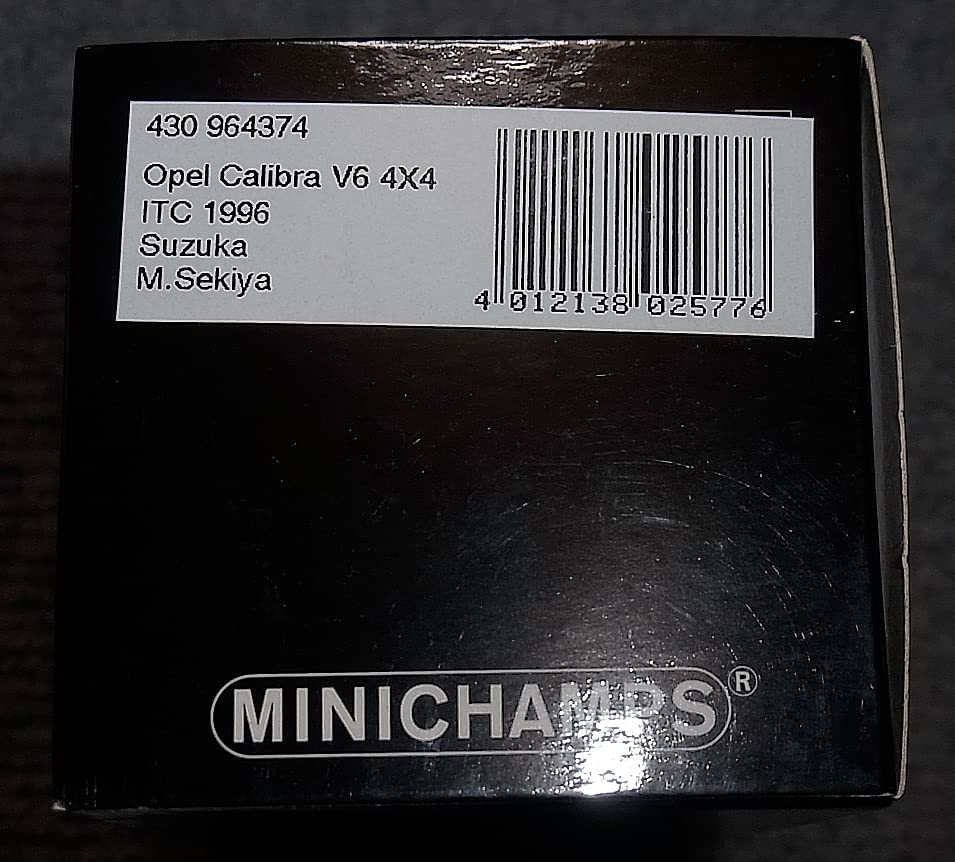 430 964374
Opel Calibra V6 4X4
ITC 1996
Suzuka
M.Sekiya
4 012138 025776
MINICHAMPS®